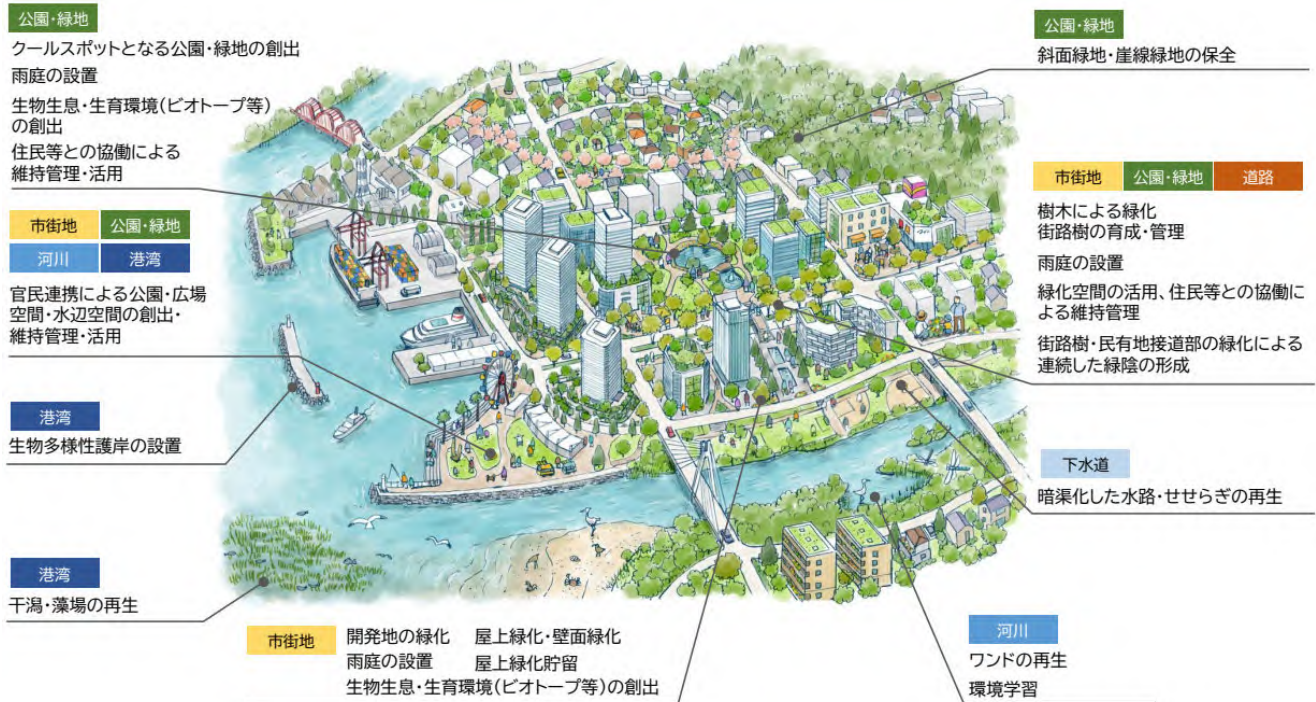 公園・緑地
クールスポットとなる公園・緑地の創出
雨庭の設置
生物生息・生育環境(ビオトープ等)
の創出
住民等との協働による
維持管理・活用
市街地 公園・緑地
河川 港湾
官民連携による公園・広場
空間・水辺空間の創出・
維持管理・活用
港湾
生物多様性護岸の設置
港湾
干潟・藻場の再生
市街地
開発地の緑化 屋上緑化・壁面緑化
雨庭の設置 屋上緑化貯留
生物生息・生育環境(ビオトープ等)の創出
公園・緑地
斜面緑地・崖線緑地の保全
市街地 公園・緑地 道路
樹木による緑化
街路樹の育成・管理
雨庭の設置
緑化空間の活用、住民等との協働に
よる維持管理
街路樹・民有地接道部の緑化による
連続した緑陰の形成
下水道
暗渠化した水路・せせらぎの再生
河川
ワンドの再生
環境学習